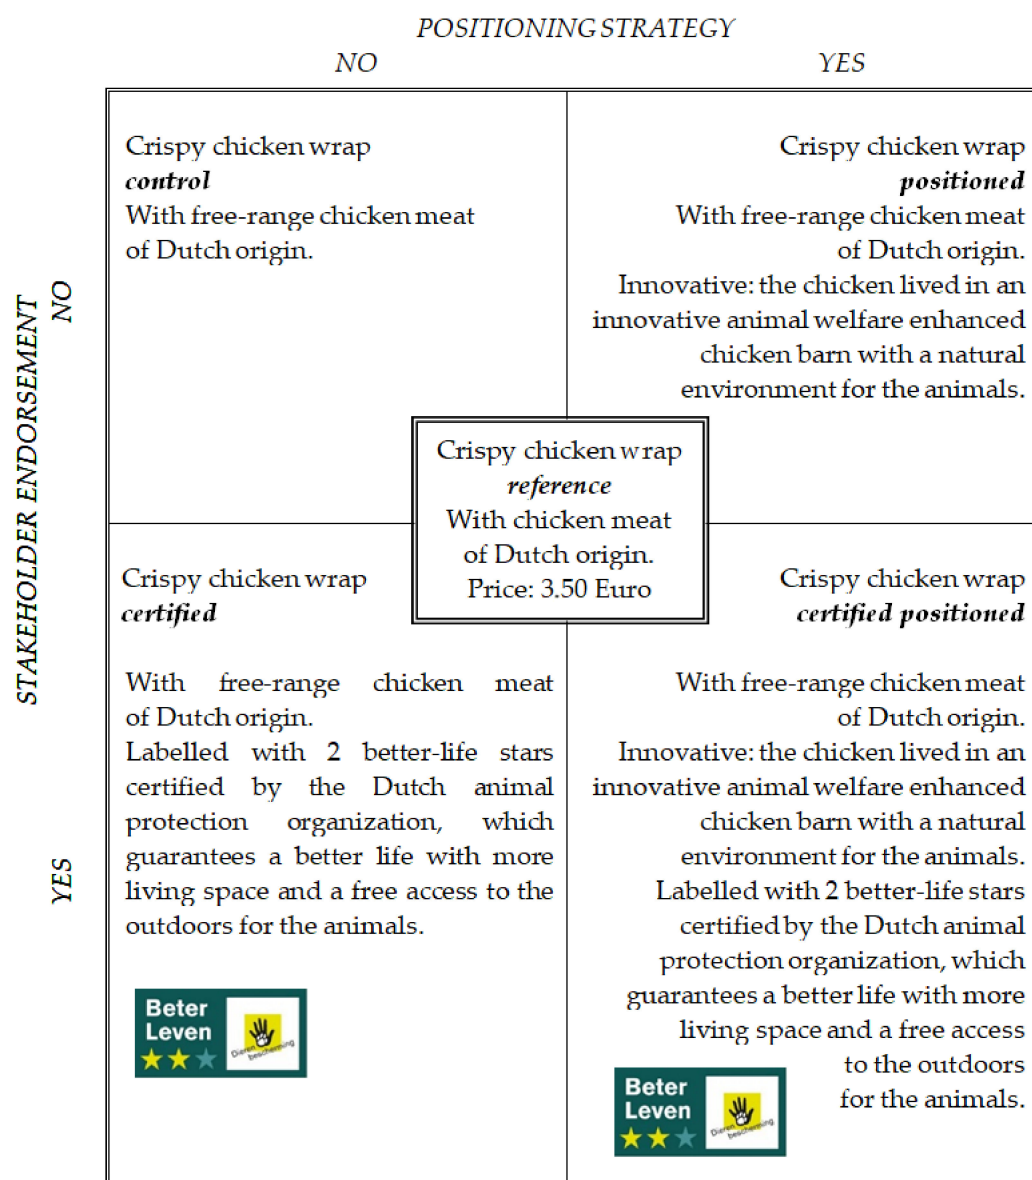 POSITIONING STRATEGY
NO
YES
STAKEHOLDER ENDORSEMENT
NO
YES
Crispy chicken wrap
control
With free-range chicken meat
of Dutch origin.
Crispy chicken wrap
positioned
With free-range chicken meat
of Dutch origin.
Innovative: the chicken lived in an
innovative animal welfare enhanced
chicken barn with a natural
environment for the animals.
Crispy chicken wrap
reference
With chicken meat
of Dutch origin.
Price: 3.50 Euro
Crispy chicken wrap
certified
With free-range chicken meat
of Dutch origin.
Labelled with 2 better-life stars
certified by the Dutch animal
protection organization, which
guarantees a better life with more
living space and a free access to the
outdoors for the animals.
Beter
Leven
Dieren
bescherming
Crispy chicken wrap
certified positioned
With free-range chicken meat
of Dutch origin.
Innovative: the chicken lived in an
innovative animal welfare enhanced
chicken barn with a natural
environment for the animals.
Labelled with 2 better-life stars
certified by the Dutch animal
protection organization, which
guarantees a better life with more
living space and a free access
to the outdoors
for the animals.
Beter
Leven
Dieren
bescherming